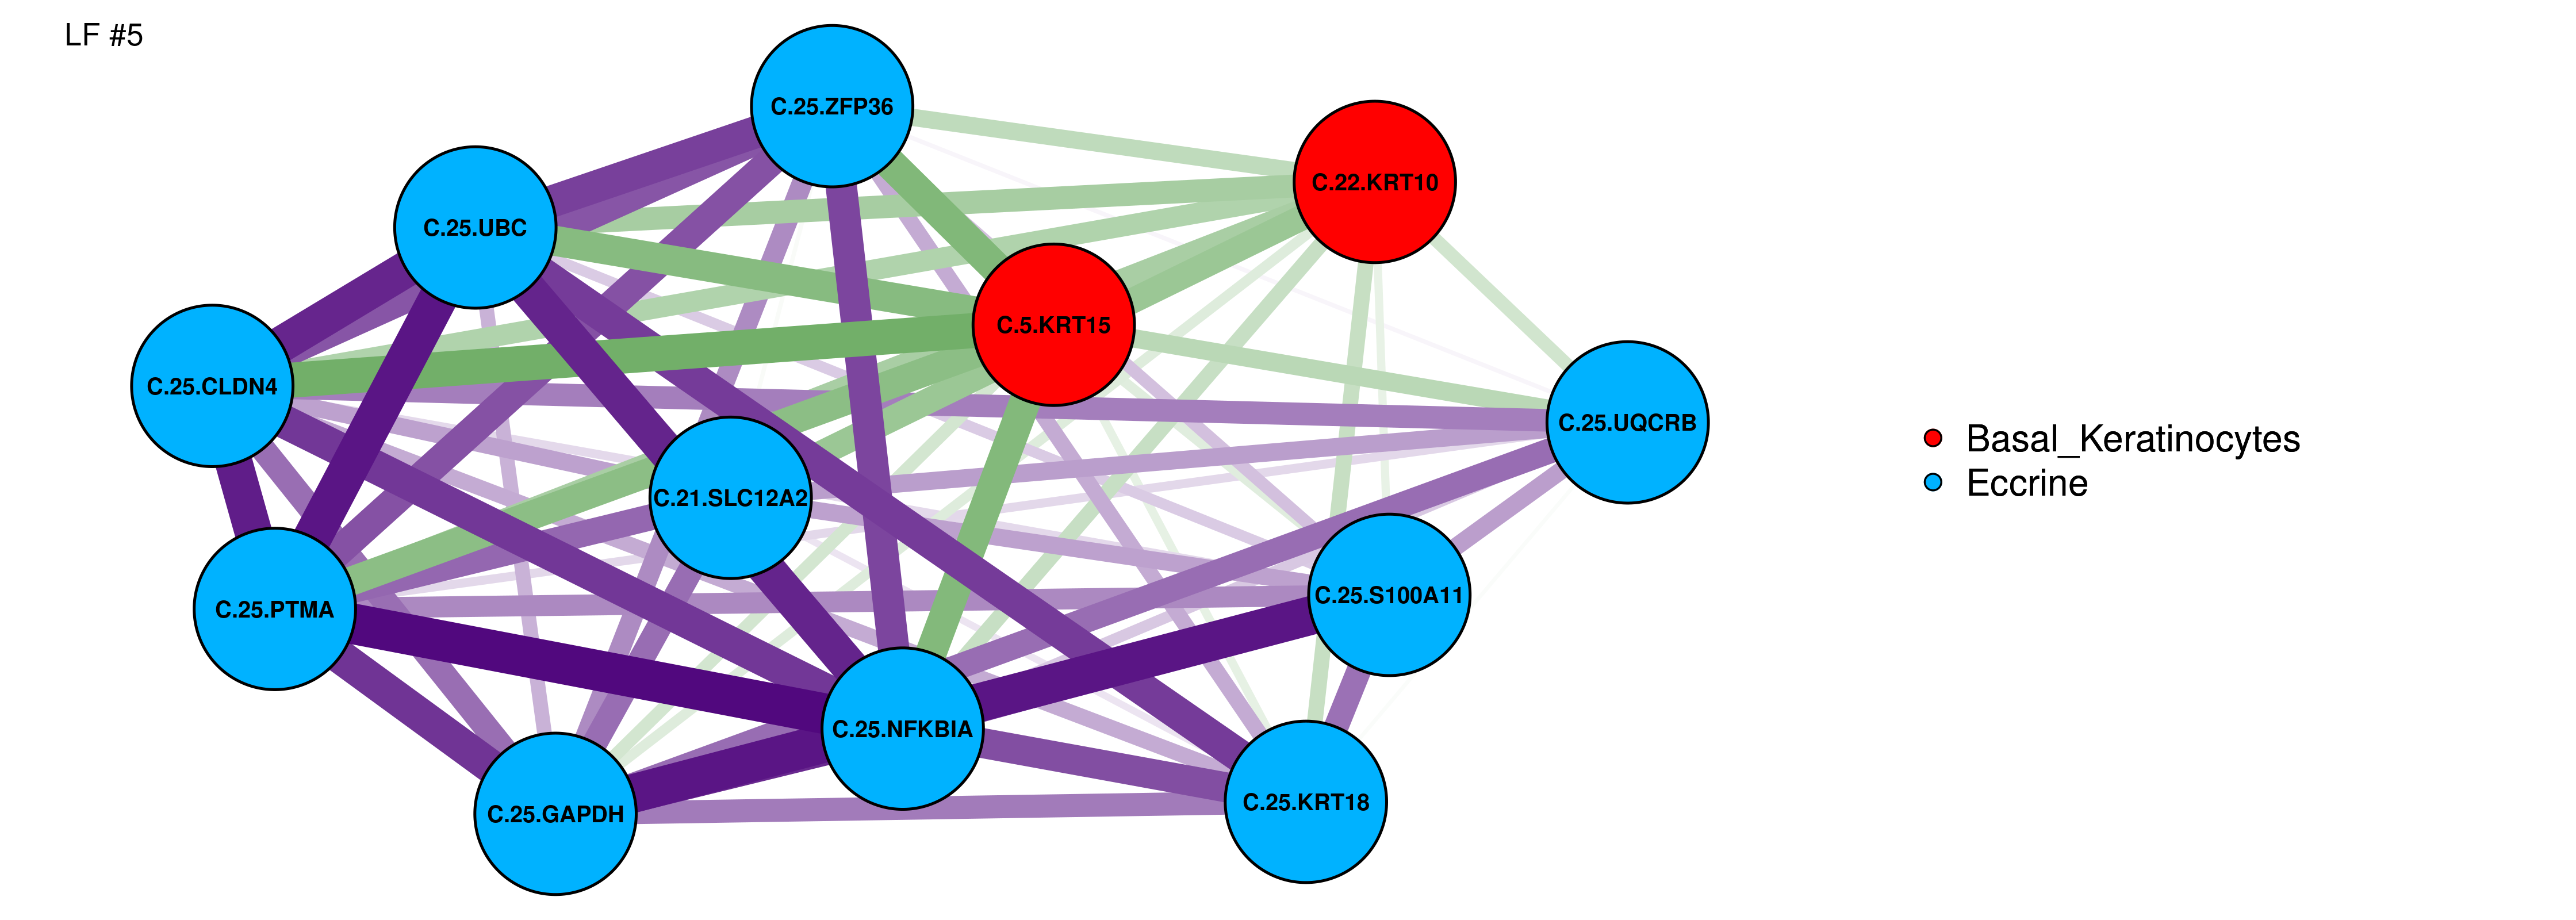 LF #5
C.25.ZFP36
C.22.KRT10
C.25.UBC
C.5.KRT15
C.25.CLDN4
C.25.UQCRB
Basal_Keratinocytes
Eccrine
C.21.SLC12A2
C.25.S100A11
C.25.PTMA
C.25.NFKBIA
C.25.KRT18
C.25.GAPDH